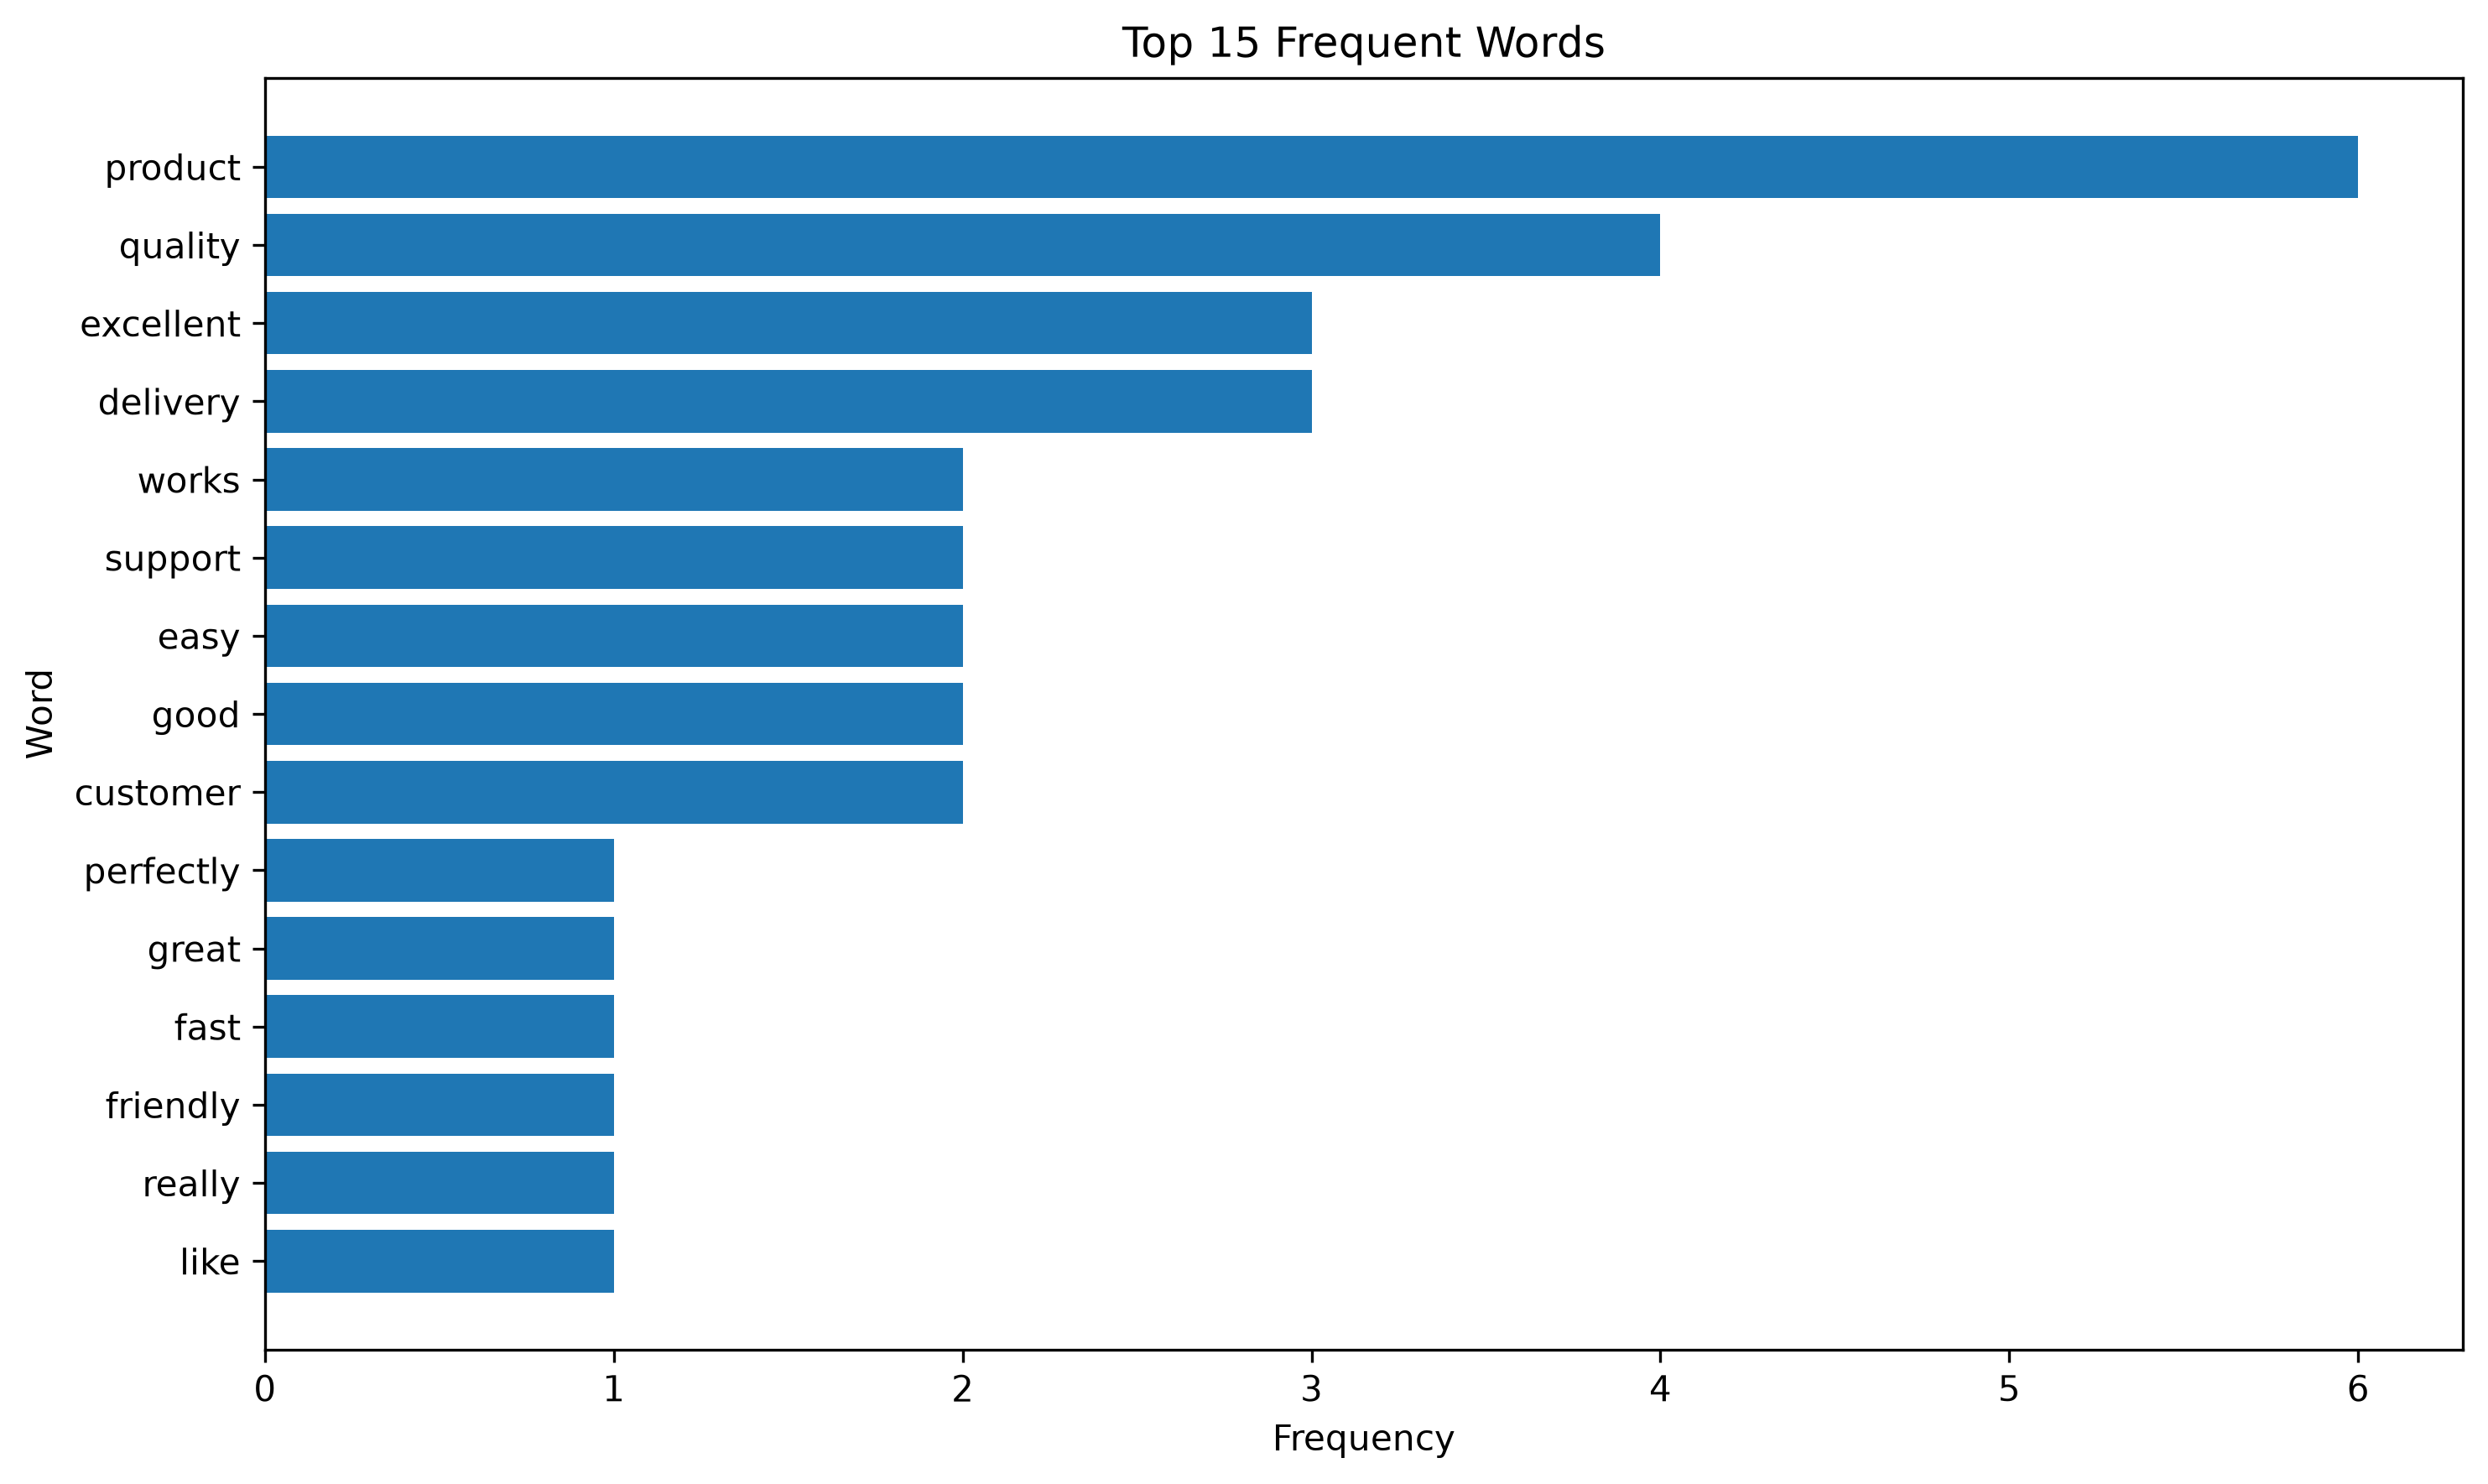 Top 15 Frequent Words
product
quality
excellent
delivery
works
support
easy
good
customer
perfectly
great
fast
friendly
really
like
Word
0 1 2 3 4 5 6
Frequency